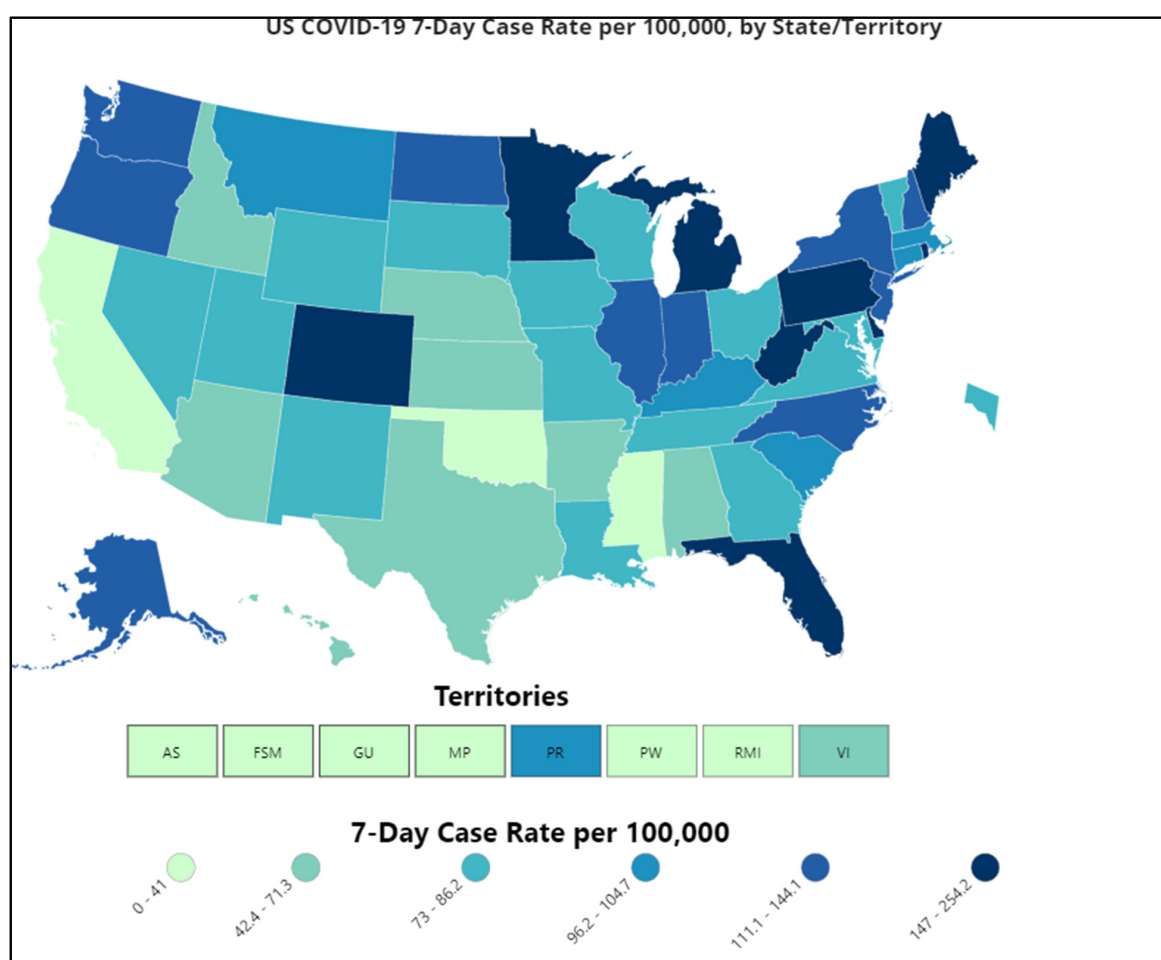 US COVID-19 7-Day Case Rate per 100,000, by State/Territory
Territories
AS FSM GU MP PR PW RMI VI
7-Day Case Rate per 100,000
0 - 41 42.4 - 71.3 73 - 86.2 96.2 - 104.7 111.1 - 144.1 147 - 254.2